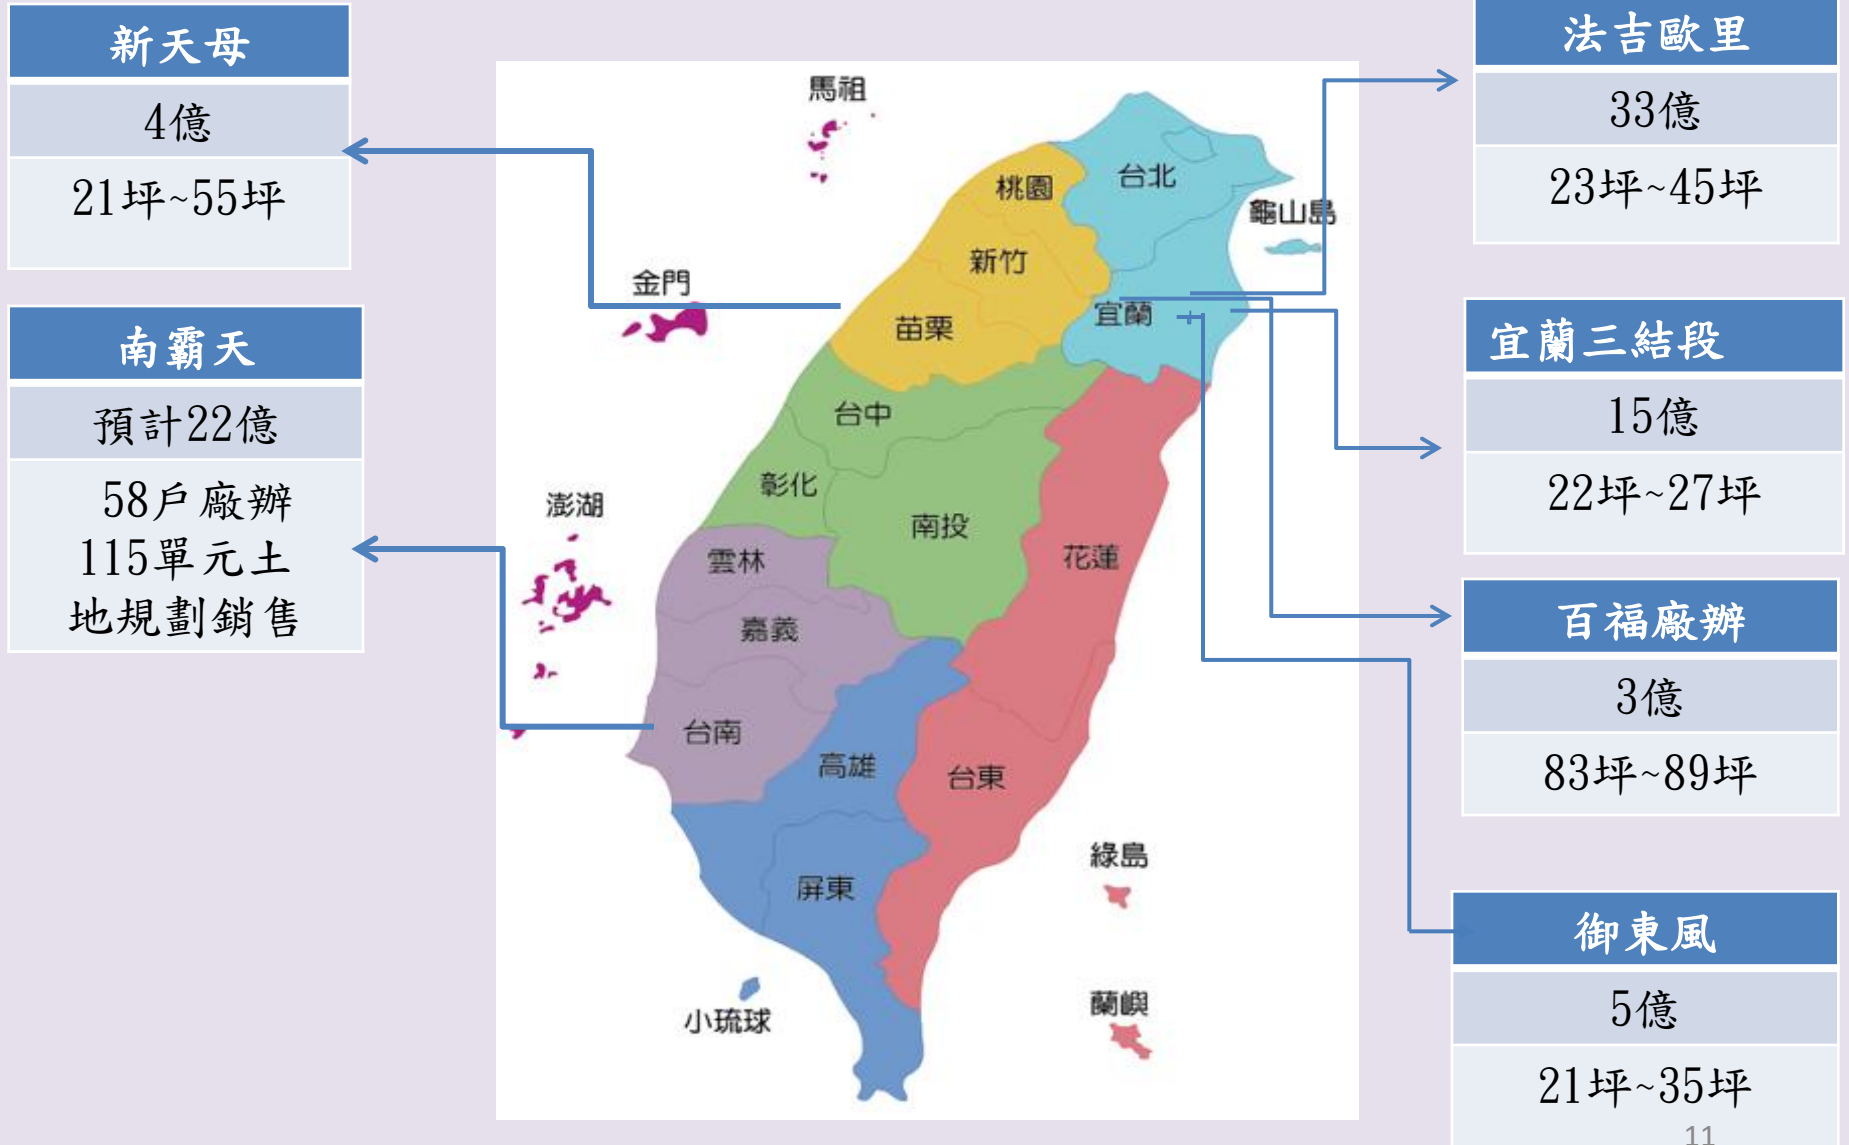 新天母
4億
21坪~55坪
南霸天
預計22億
58戶廠辦
115單元土
地規劃銷售
馬祖
金門
澎湖
桃園
新竹
苗栗
台北
龜山島
宜蘭
台中
彰化
南投
花蓮
雲林
嘉義
台南
高雄
台東
屏東
綠島
小琉球
蘭嶼
法吉歐里
33億
23坪~45坪
宜蘭三結段
15億
22坪~27坪
百福廠辦
3億
83坪~89坪
御東風
5億
21坪~35坪
11